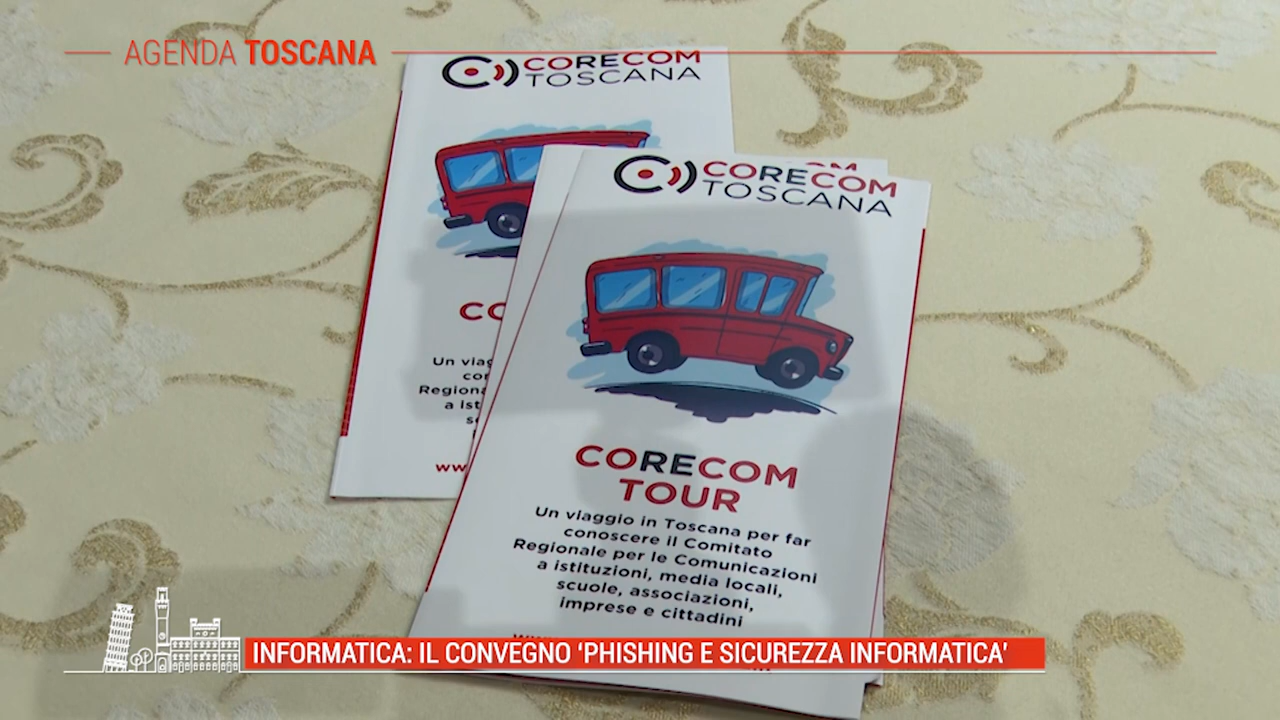 AGENDA TOSCANA
CORECOM
TOSCANA
CORECOM
TOSCANA
CORECOM
TOUR
Un viaggio in Toscana per far
conoscere il Comitato
Regionale per le Comunicazioni
a istituzioni, media locali,
scuole, associazioni,
imprese e cittadini
INFORMATICA: IL CONVEGNO ‘PHISHING E SICUREZZA INFORMATICA’